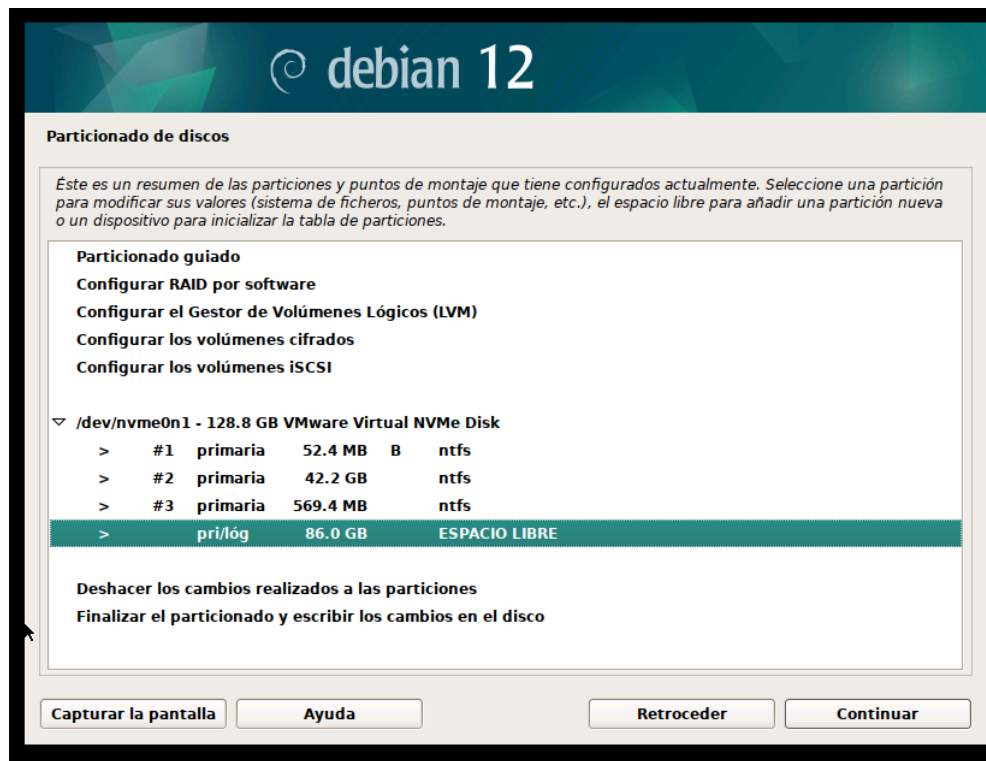 debian 12
Particionado de discos
Éste es un resumen de las particiones y puntos de montaje que tiene configurados actualmente. Seleccione una partición
para modificar sus valores (sistema de ficheros, puntos de montaje, etc.), el espacio libre para añadir una partición nueva
o un dispositivo para inicializar la tabla de particiones.
Particionado guiado
Configurar RAID por software
Configurar el Gestor de Volúmenes Lógicos (LVM)
Configurar los volúmenes cifrados
Configurar los volúmenes iSCSI
/dev/nvme0n1 - 128.8 GB VMware Virtual NVMe Disk
> #1 primaria 52.4 MB B ntfs
> #2 primaria 42.2 GB ntfs
> #3 primaria 569.4 MB ntfs
> pri/lóg 86.0 GB ESPACIO LIBRE
Deshacer los cambios realizados a las particiones
Finalizar el particionado y escribir los cambios en el disco
Capturar la pantalla Ayuda Retroceder Continuar